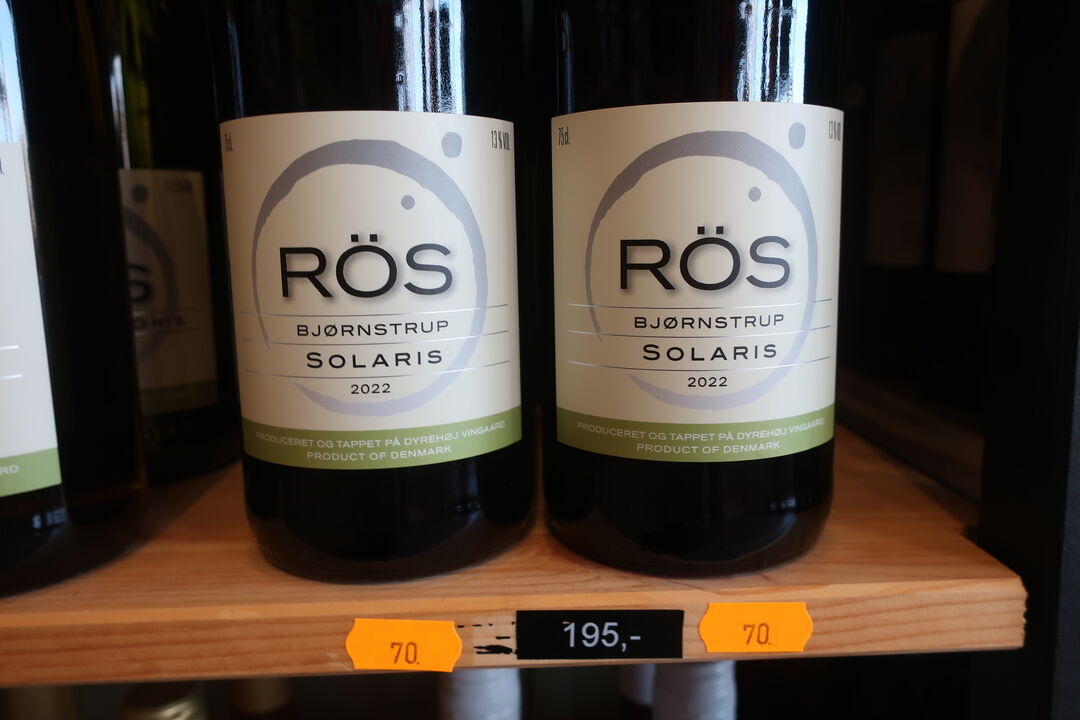 75cl.
13 % VOL
RÖS
BJØRNSTRUP
SOLARIS
2022
PRODUCERET OG TAPPET PÅ DYREHØJ VINGAARD
PRODUCT OF DENMARK
75cl.
13 %
RÖS
BJØRNSTRUP
SOLARIS
2022
PRODUCERET OG TAPPET PÅ DYREHØJ VINGAARD
PRODUCT OF DENMARK
70.
195,-
70.